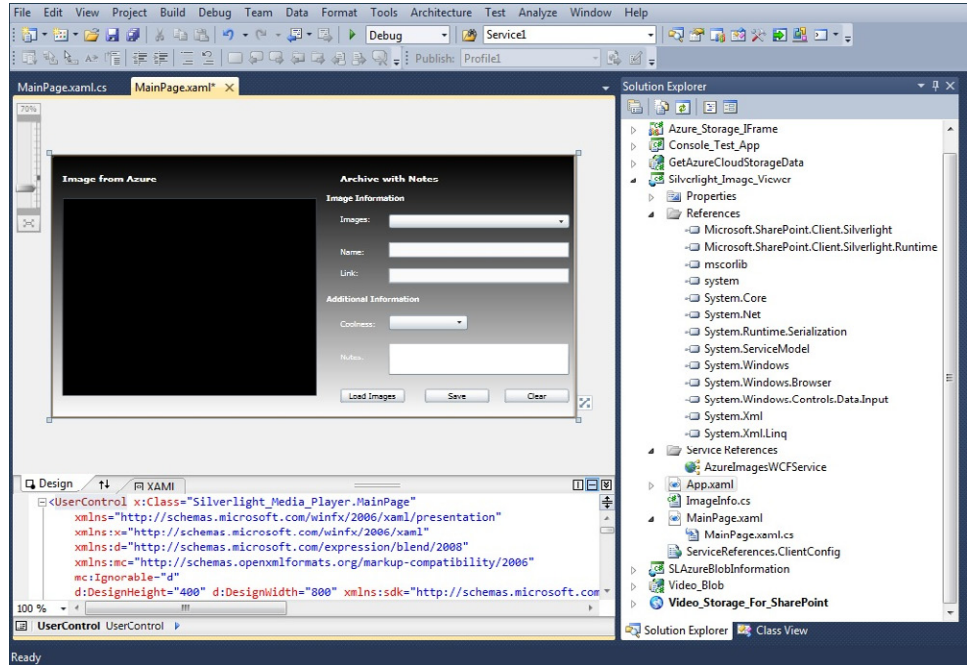 File Edit View Project Build Debug Team Data Format Tools Architecture Test Analyze Window Help
Debug Service1
Publish: Profile1
MainPage.xaml.cs MainPage.xaml* ×
70%
Image from Azure
Archive with Notes
Image Information
Images:
Name:
Link:
Additional Information
Coolness:
Notes:
Load Images Save Clear
Design XAML
<UserControl x:Class="Silverlight_Media_Player.MainPage"
xmlns="http://schemas.microsoft.com/winfx/2006/xaml/presentation"
xmlns:x="http://schemas.microsoft.com/winfx/2006/xaml"
xmlns:d="http://schemas.microsoft.com/expression/blend/2008"
xmlns:mc="http://schemas.openxmlformats.org/markup-compatibility/2006"
mc:Ignorable="d"
d:DesignHeight="400" d:DesignWidth="800" xmlns:sdk="http://schemas.microsoft.com
100 %
UserControl UserControl
Ready
Solution Explorer
Azure_Storage_IFrame
Console_Test_App
GetAzureCloudStorageData
Silverlight_Image_Viewer
Properties
References
Microsoft.SharePoint.Client.Silverlight
Microsoft.SharePoint.Client.Silverlight.Runtime
mscorlib
system
System.Core
System.Net
System.Runtime.Serialization
System.ServiceModel
System.Windows
System.Windows.Browser
System.Windows.Controls.Data.Input
System.Xml
System.Xml.Linq
Service References
AzureImagesWCFService
App.xaml
ImageInfo.cs
MainPage.xaml
MainPage.xaml.cs
ServiceReferences.ClientConfig
SLAzureBlobInformation
Video_Blob
Video_Storage_For_SharePoint
Solution Explorer Class View